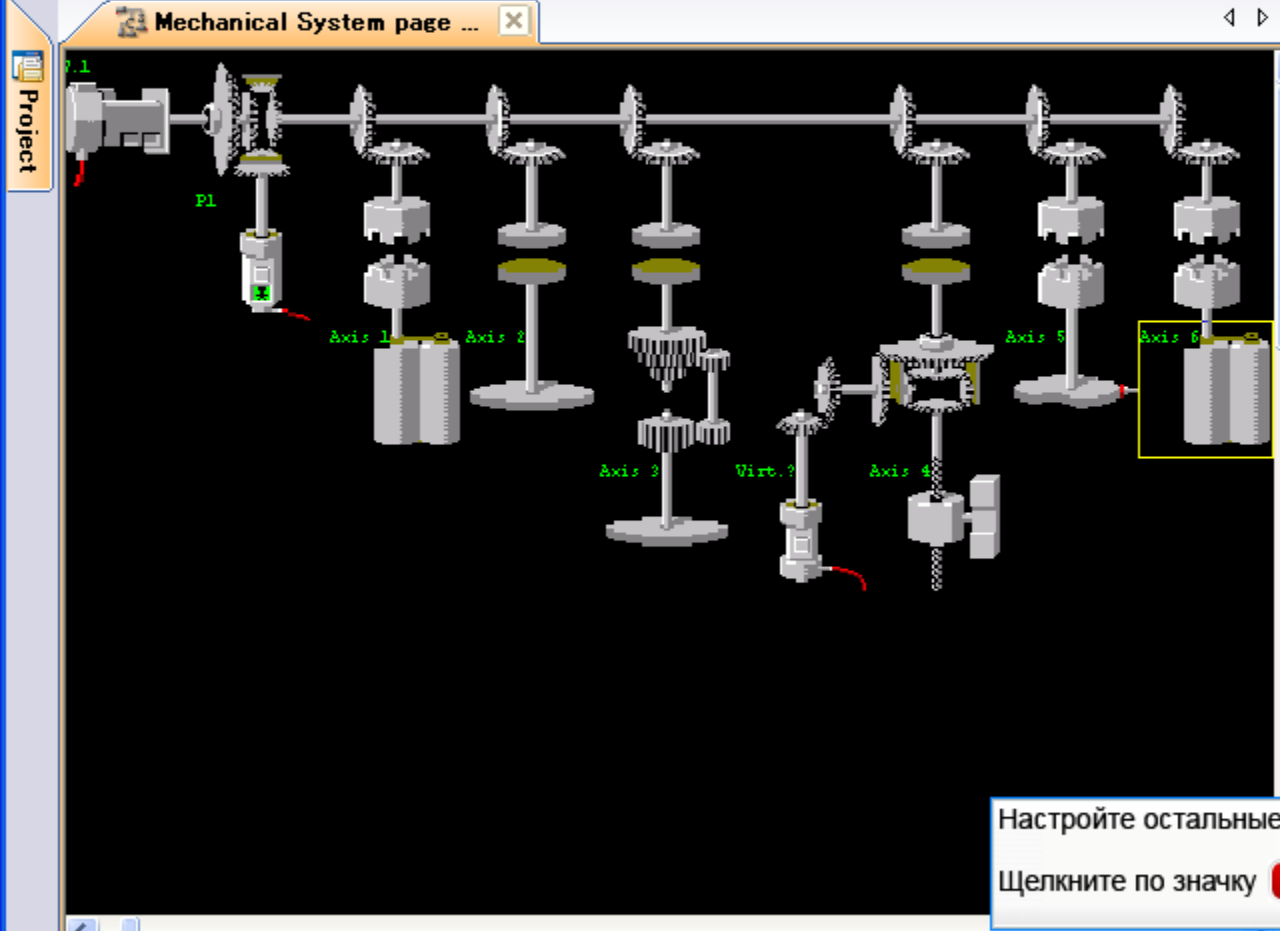 Mechanical System page ...
Project
P1
Axis 1
Axis 2
Axis 5
Axis 6
Axis 3
Virt.?
Axis 4
Настройте остальные
Щелкните по значку